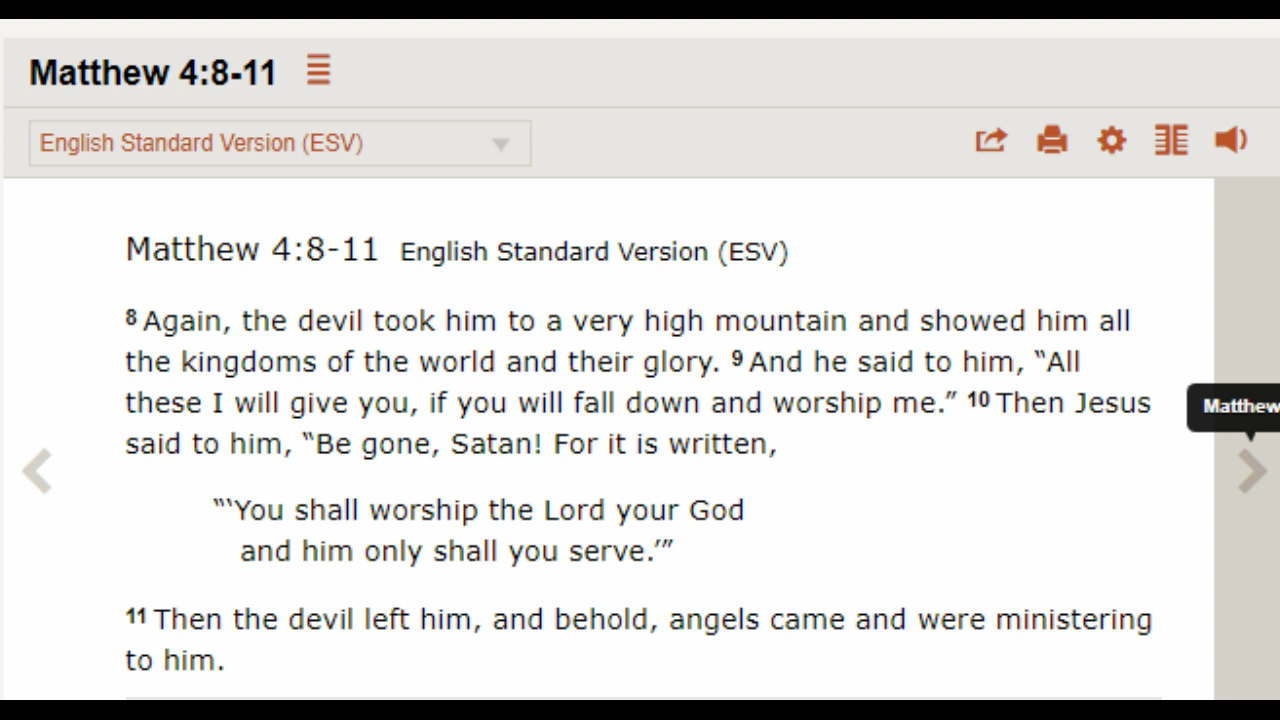 Matthew 4:8-11
English Standard Version (ESV)
Matthew 4:8-11 English Standard Version (ESV)
8 Again, the devil took him to a very high mountain and showed him all
the kingdoms of the world and their glory. 9 And he said to him, “All
these I will give you, if you will fall down and worship me.” 10 Then Jesus
said to him, “Be gone, Satan! For it is written,
“‘You shall worship the Lord your God
and him only shall you serve.’”
11 Then the devil left him, and behold, angels came and were ministering
to him.
Matthew